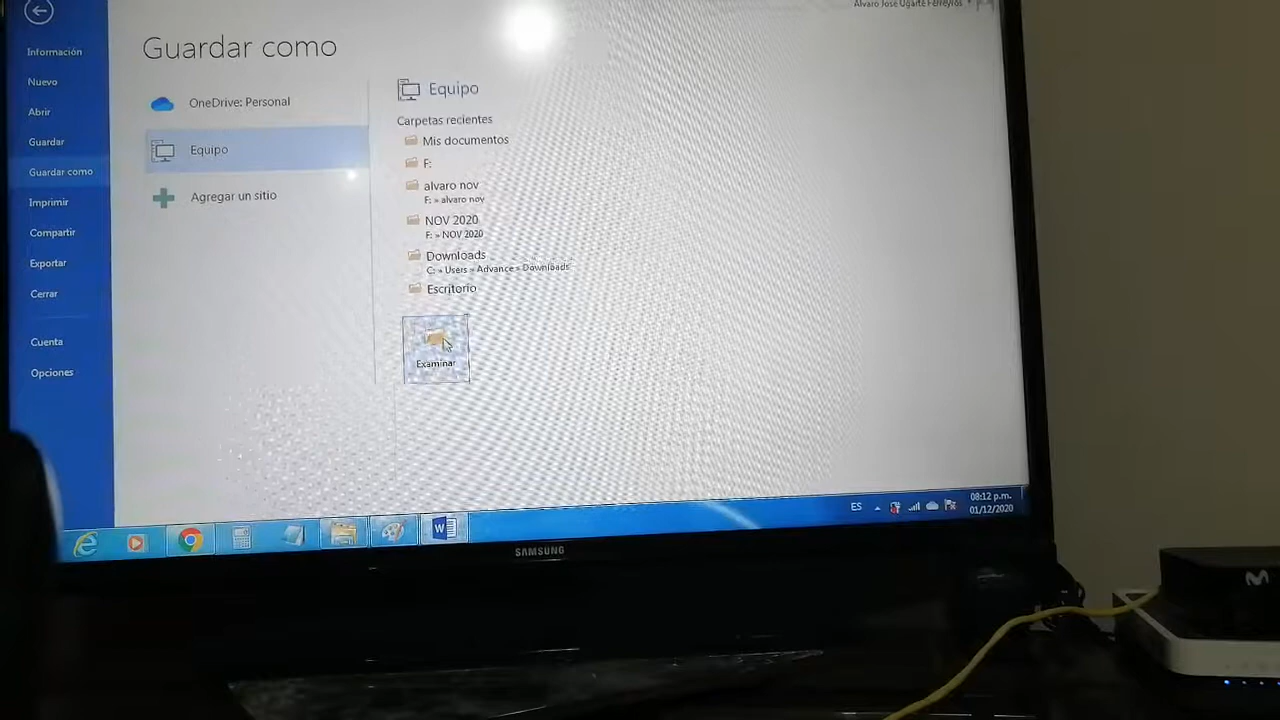 Alvaro José Ugarte Ferreyros
Guardar como
Información
Nuevo
Abrir
Guardar
Guardar como
Imprimir
Compartir
Exportar
Cerrar
Cuenta
Opciones
OneDrive: Personal
Equipo
Agregar un sitio
Equipo
Carpetas recientes
Mis documentos
F:
alvaro nov
F: » alvaro nov
NOV 2020
F: » NOV 2020
Downloads
C: » Users » Advance » Downloads
Escritorio
Examinar
ES
08:12 p.m.
01/12/2020
SAMSUNG